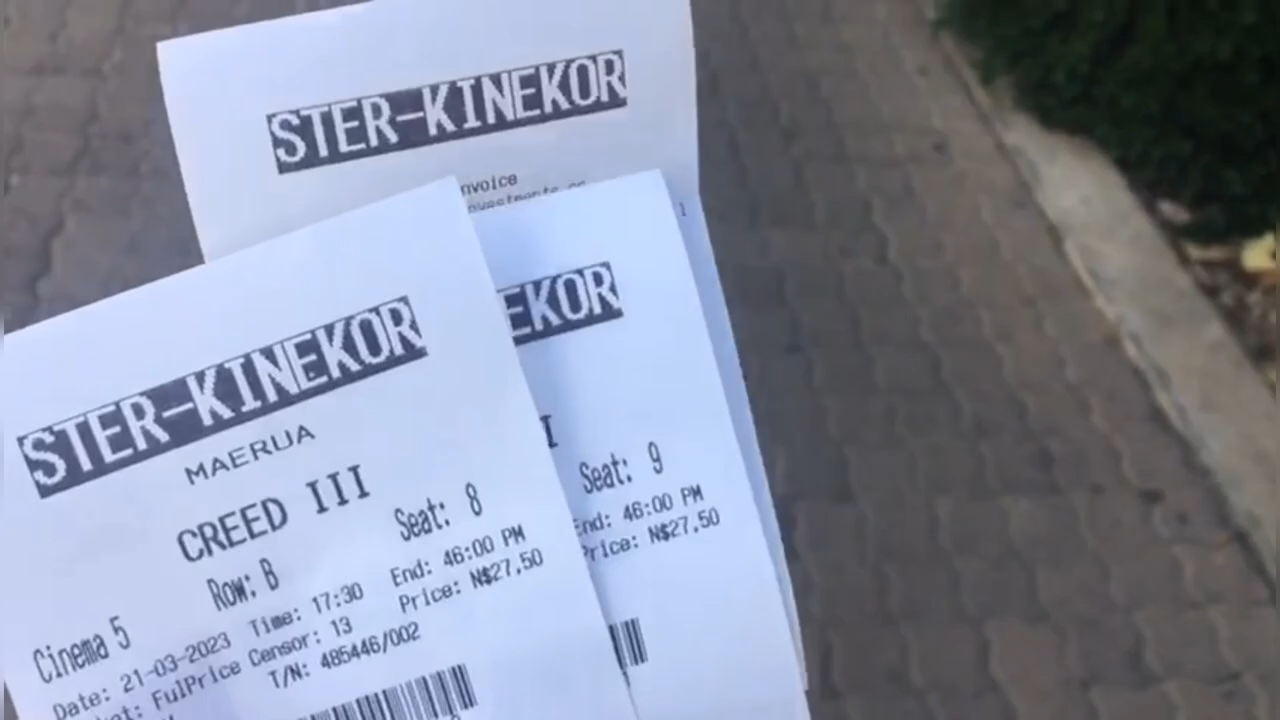 STER-KINEKOR
nvoice
1
EKOR
I
Seat: 9
End: 46:00 PM
Price: N$27,50
STER-KINEKOR
MAERUA
CREED III
Row: B Seat: 8
Cinema 5
Date: 21-03-2023 Time: 17:30 End: 46:00 PM
FulPrice Censor: 13 Price: N$27,50
T/N: 485446/002